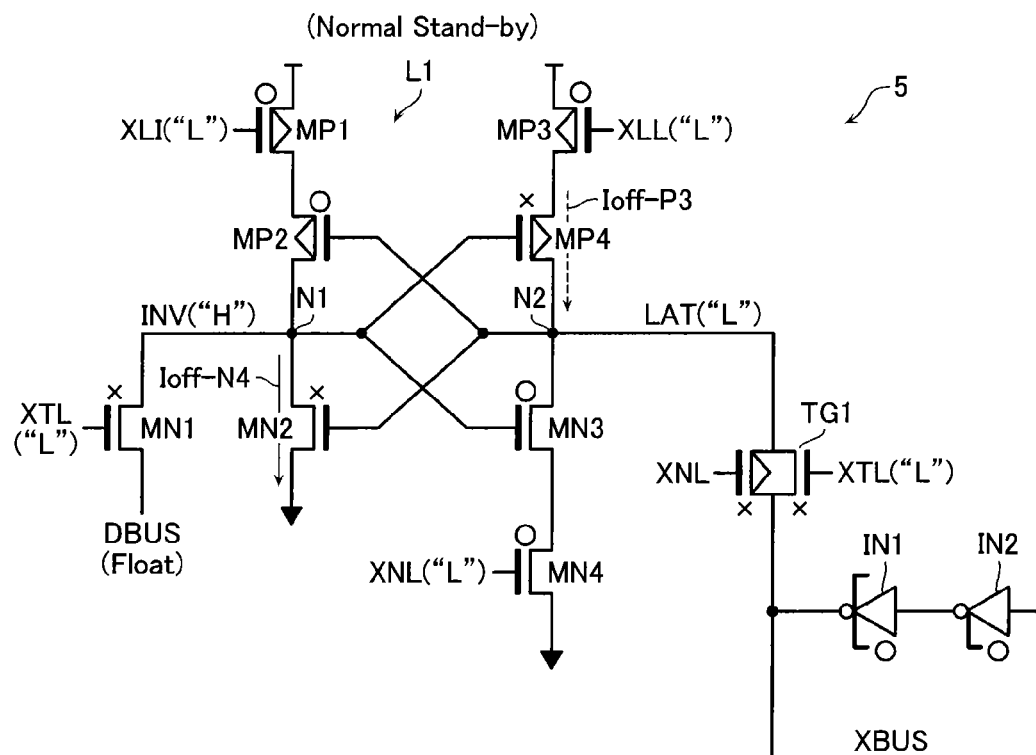 (Normal Stand-by)
L1
5
XLI(“L”)
MP1
MP3
XLL(“L”)
Ioff-P3
MP2
MP4
N1
N2
INV(“H”)
LAT(“L”)
Ioff-N4
XTL
(“L”)
MN1
MN2
MN3
TG1
XNL
XTL(“L”)
DBUS
(Float)
XNL(“L”)
MN4
IN1
IN2
XBUS